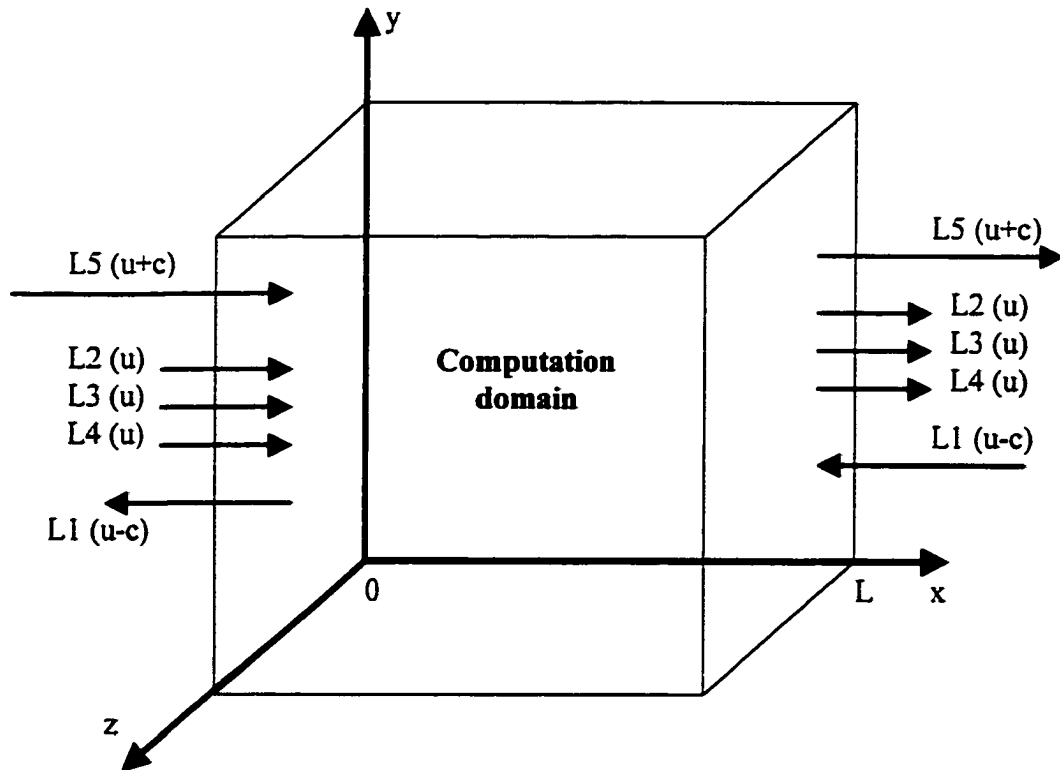 y
L5 (u+c)
L2 (u)
L3 (u)
L4 (u)
L1 (u-c)
Computation
domain
L5 (u+c)
L2 (u)
L3 (u)
L4 (u)
L1 (u-c)
0
L
x
z